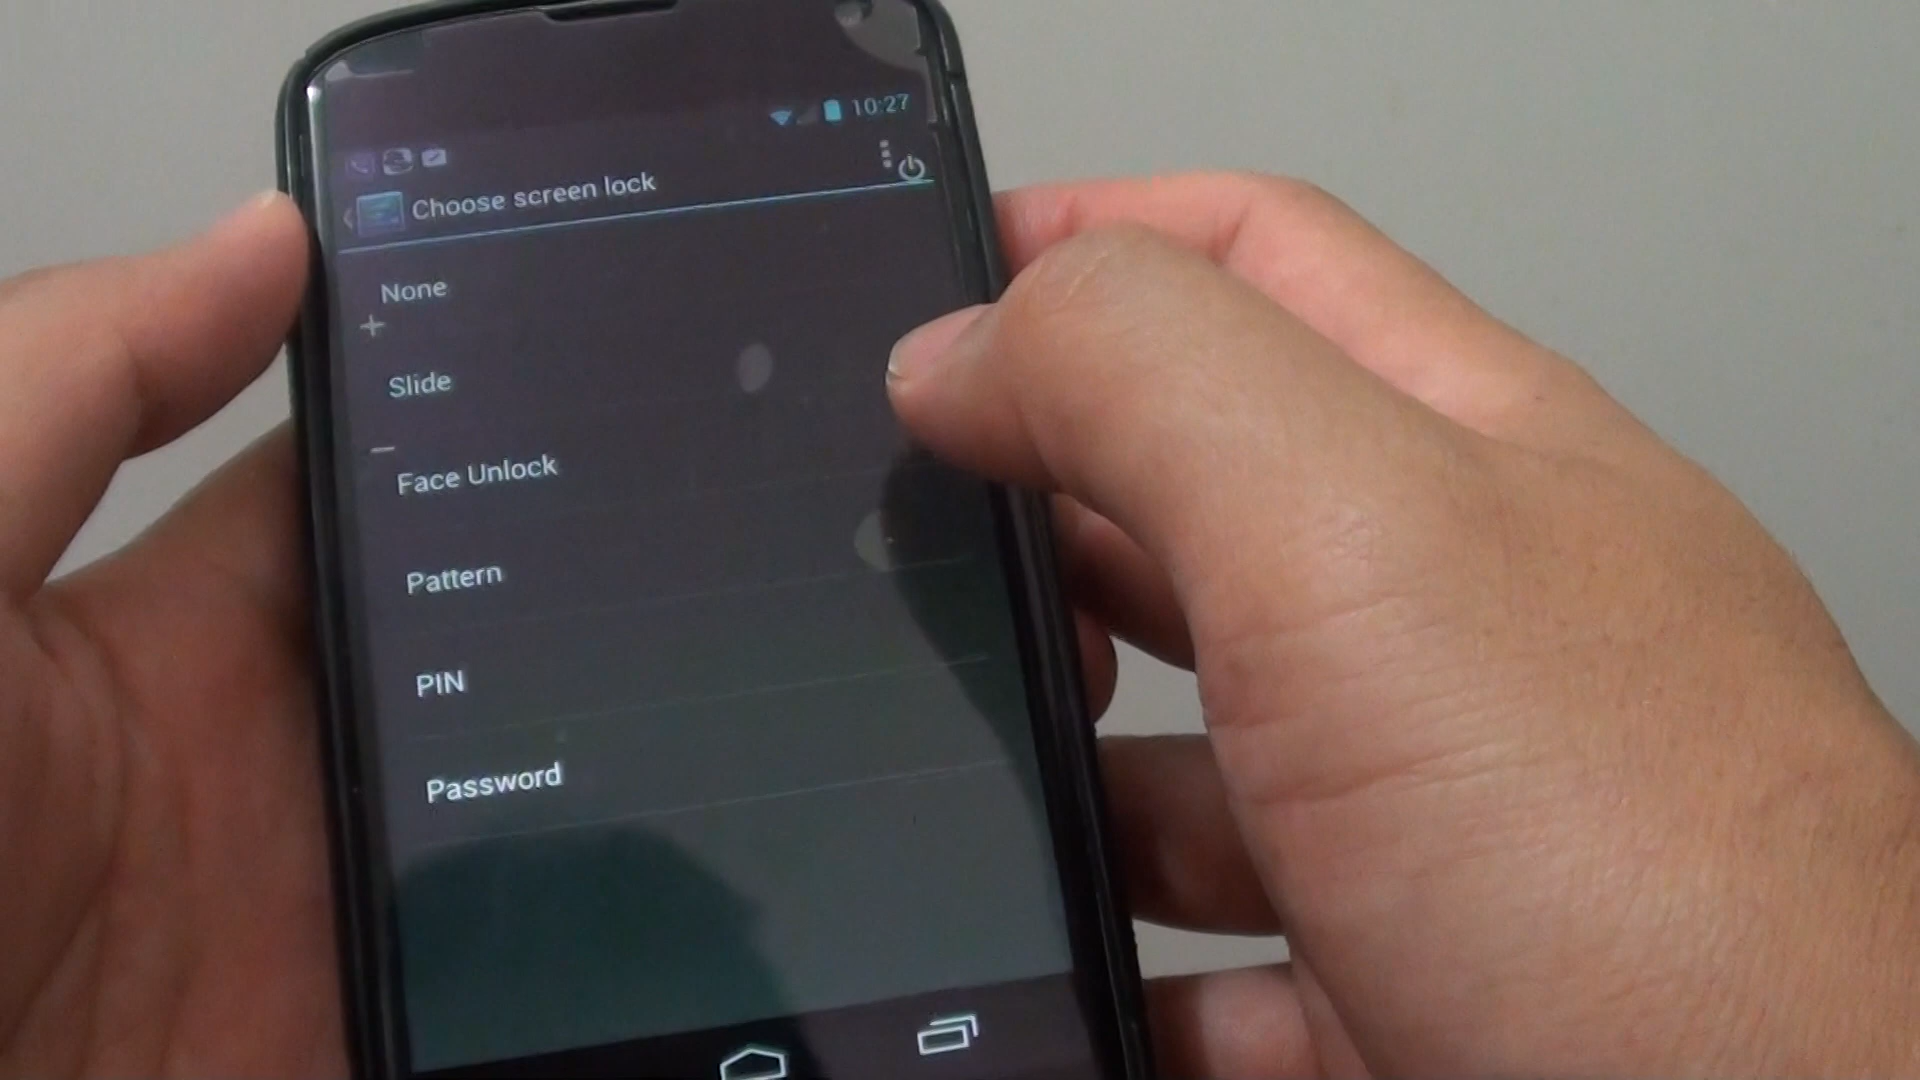 10:27
Choose screen lock
None
Slide
Face Unlock
Pattern
PIN
Password